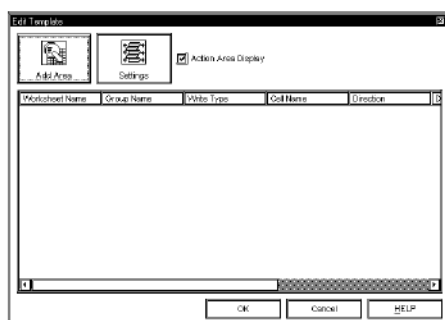 Edit Template
Add Area
Settings
Action Area Display
Worksheet Name Group Name Write Type Cell Name Direction
OK Cancel HELP